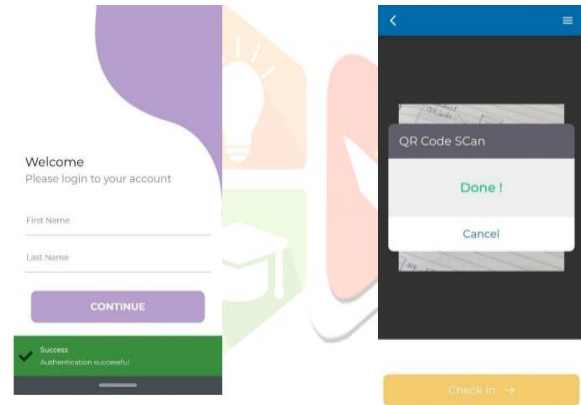 Welcome
Please login to your account
First Name
Last Name
CONTINUE
Success
Authentication successful
QR Code SCan
Done !
Cancel
Check In →